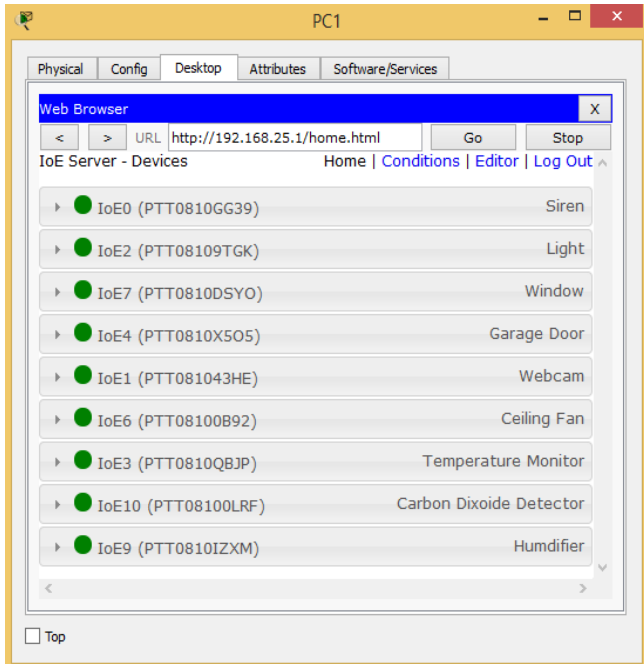 PC1
Physical Config Desktop Attributes Software/Services
Web Browser X
< > URL http://192.168.25.1/home.html Go Stop
IoE Server - Devices Home | Conditions | Editor | Log Out
IoE0 (PTT0810GG39) Siren
IoE2 (PTT08109TGK) Light
IoE7 (PTT0810DSYO) Window
IoE4 (PTT0810X5O5) Garage Door
IoE1 (PTT081043HE) Webcam
IoE6 (PTT08100B92) Ceiling Fan
IoE3 (PTT0810QBJP) Temperature Monitor
IoE10 (PTT08100LRF) Carbon Dixoide Detector
IoE9 (PTT0810IZXM) Humdifier
Top